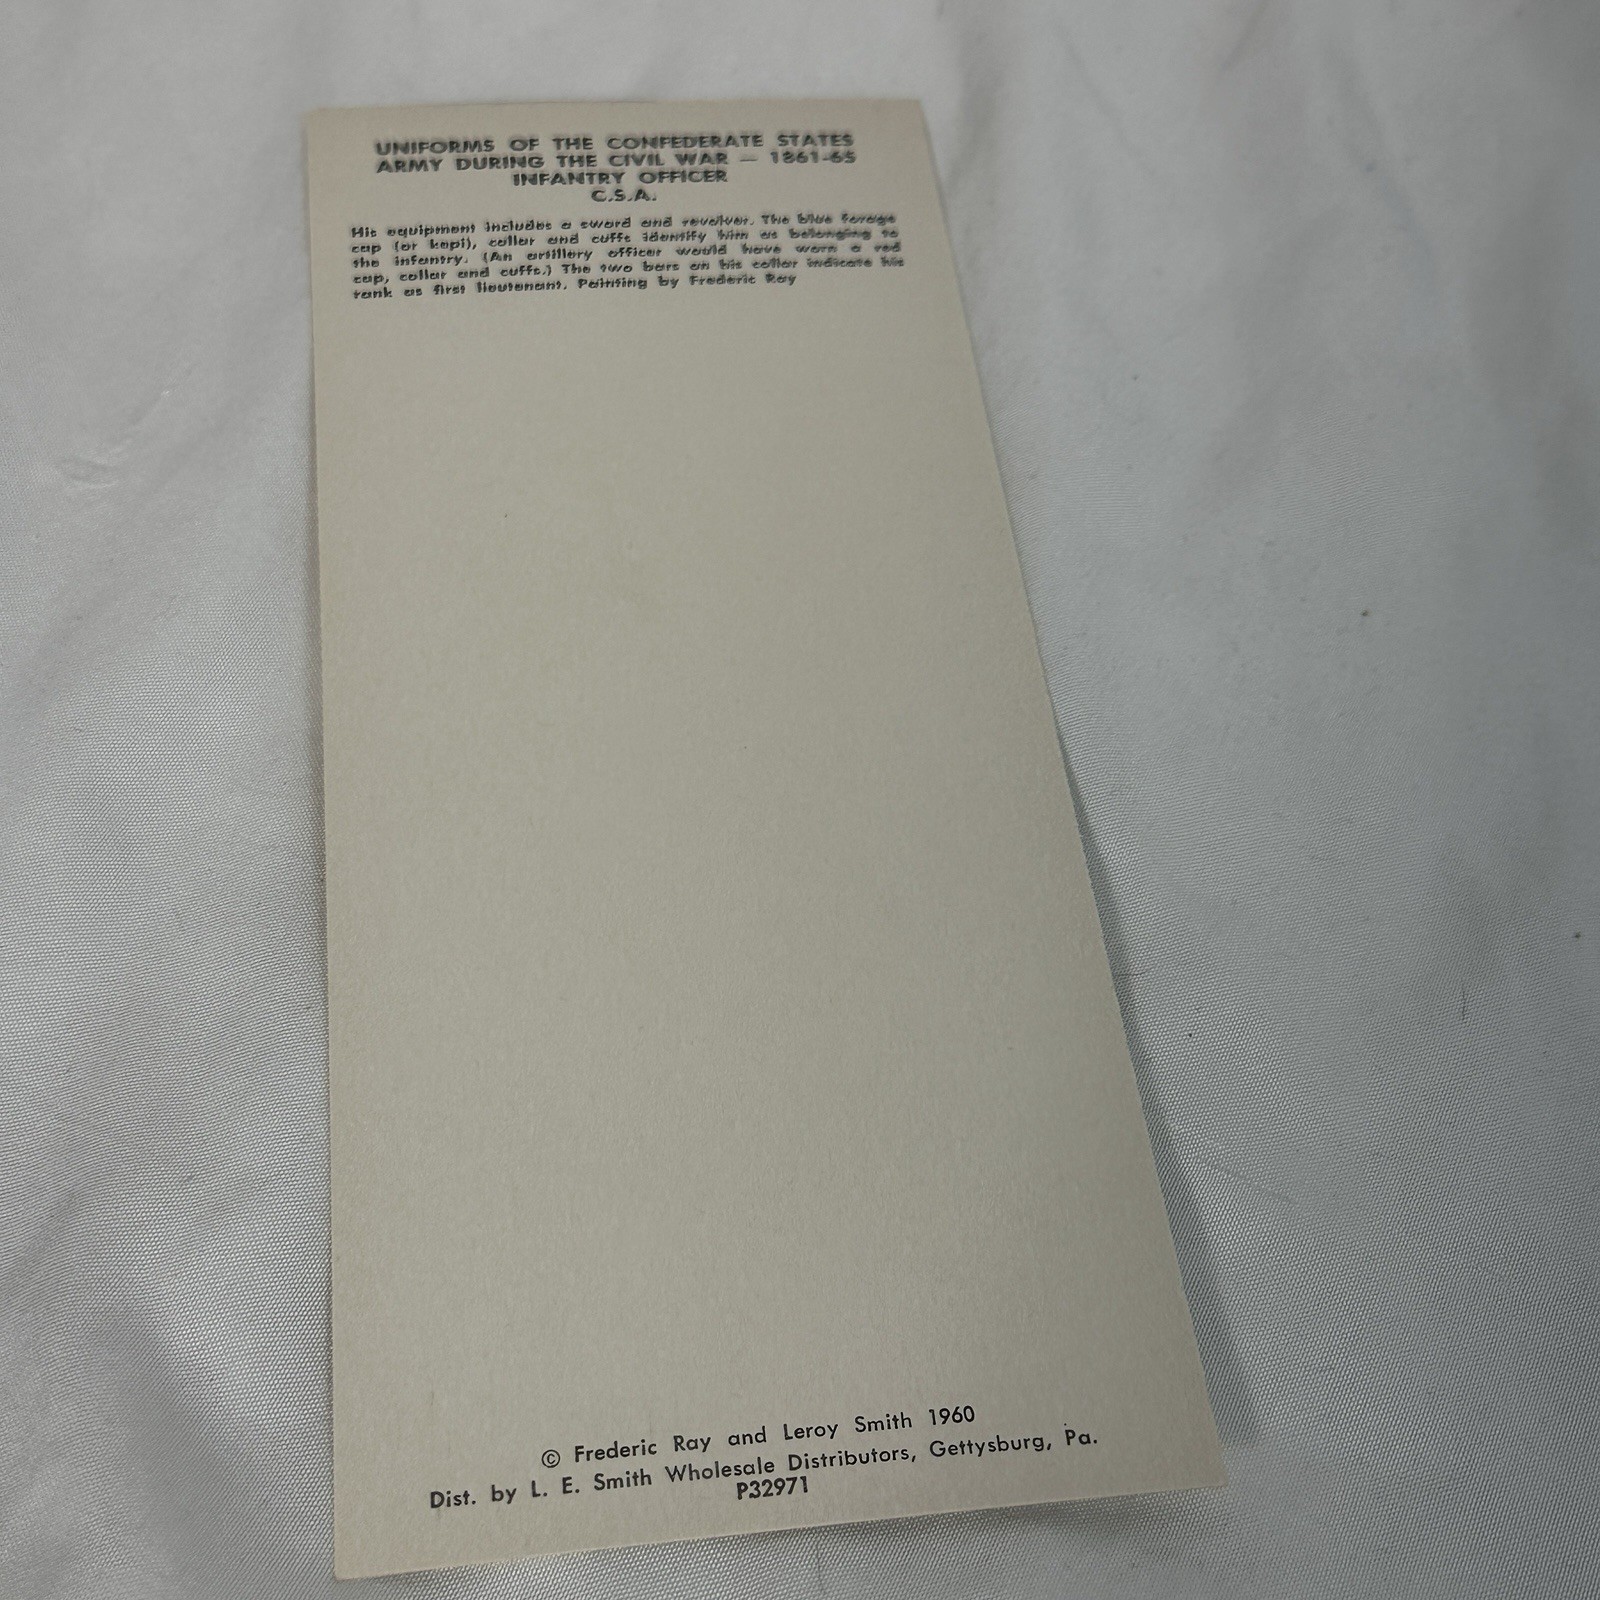 UNIFORMS OF THE CONFEDERATE STATES
ARMY DURING THE CIVIL WAR — 1861-65
INFANTRY OFFICER
C.S.A.
His equipment includes a sword and revolver. The blue forage
cap (or kepi), collar and cuffs identify him as belonging to
the infantry. (An artillery officer would have worn a red
cap, collar and cuffs.) The two bars on his collar indicate his
rank as first lieutenant. Painting by Frederic Ray
© Frederic Ray and Leroy Smith 1960
Dist. by L. E. Smith Wholesale Distributors, Gettysburg, Pa.
P32971